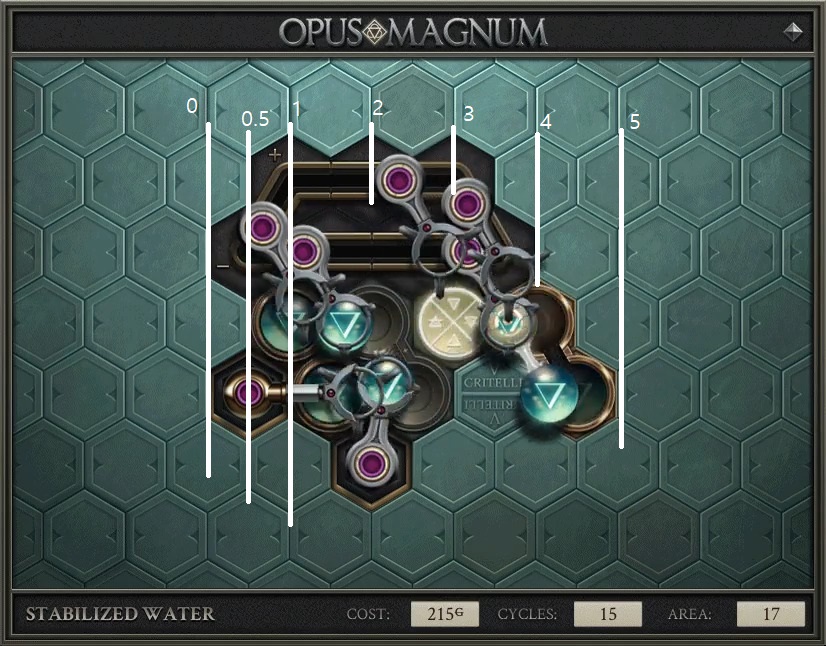 OPUS MAGNUM
0 0.5 1 2 3 4 5
CRITELLI
STABILIZED WATER COST: 215G CYCLES: 15 AREA: 17